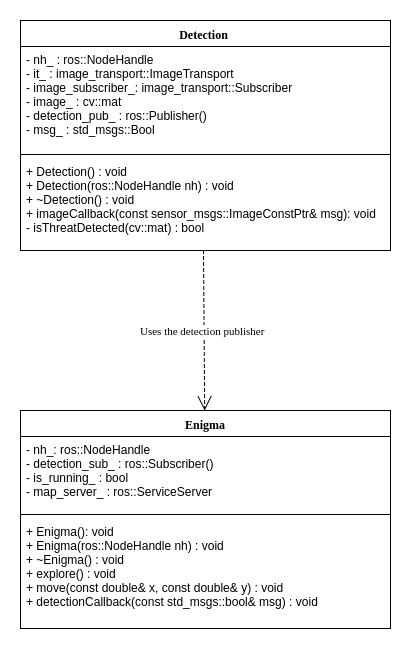 Detection
- nh_ : ros::NodeHandle
- it_ : image_transport::ImageTransport
- image_subscriber_: image_transport::Subscriber
- image_ : cv::mat
- detection_pub_ : ros::Publisher()
- msg_ : std_msgs::Bool
+ Detection() : void
+ Detection(ros::NodeHandle nh) : void
+ ~Detection() : void
+ imageCallback(const sensor_msgs::ImageConstPtr& msg): void
- isThreatDetected(cv::mat) : bool
Uses the detection publisher
Enigma
- nh_: ros::NodeHandle
- detection_sub_ : ros::Subscriber()
- is_running_ : bool
- map_server_ : ros::ServiceServer
+ Enigma(): void
+ Enigma(ros::NodeHandle nh) : void
+ ~Enigma() : void
+ explore() : void
+ move(const double& x, const double& y) : void
+ detectionCallback(const std_msgs::bool& msg) : void